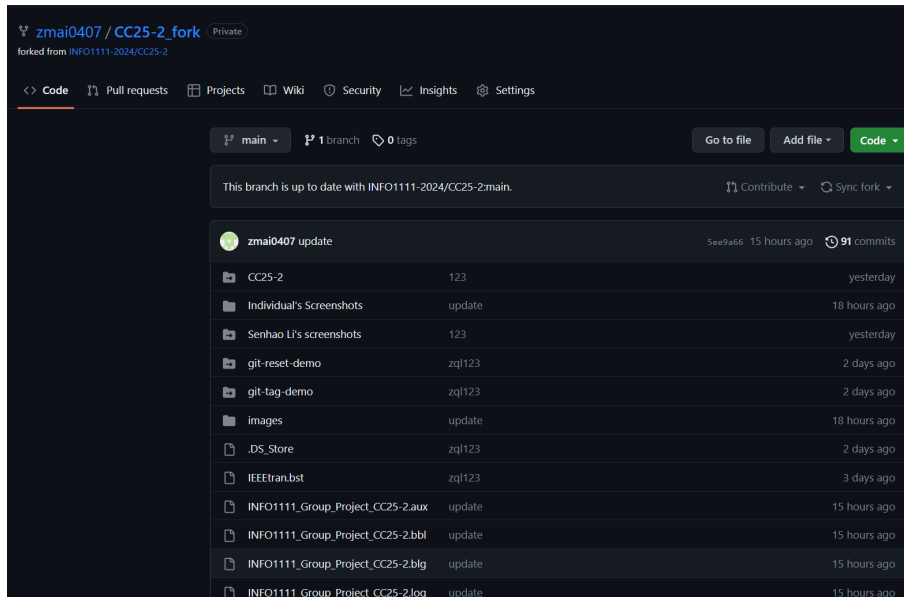 zmai0407 / CC25-2_fork Private
forked from INFO1111-2024/CC25-2
Code Pull requests Projects Wiki Security Insights Settings
main 1 branch 0 tags Go to file Add file Code
This branch is up to date with INFO1111-2024/CC25-2:main. Contribute Sync fork
zmai0407 update 5ee9a66 15 hours ago 91 commits
CC25-2 123 yesterday
Individual's Screenshots update 18 hours ago
Senhao Li's screenshots 123 yesterday
git-reset-demo zql123 2 days ago
git-tag-demo zql123 2 days ago
images update 18 hours ago
.DS_Store zql123 2 days ago
IEEEtran.bst zql123 3 days ago
INFO1111_Group_Project_CC25-2.aux update 15 hours ago
INFO1111_Group_Project_CC25-2.bbl update 15 hours ago
INFO1111_Group_Project_CC25-2.blg update 15 hours ago
INFO1111_Group_Project_CC25-2.log update 15 hours ago